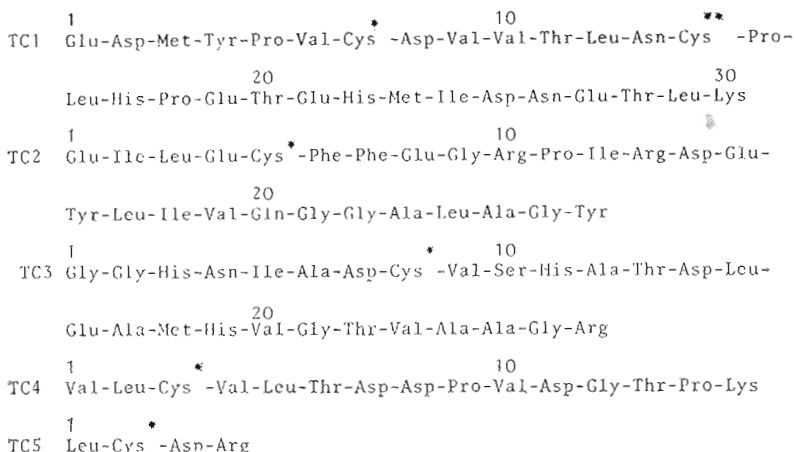 1 * 10 **
TC1 Glu-Asp-Met-Tyr-Pro-Val-Cys -Asp-Val-Val-Thr-Leu-Asn-Cys -Pro-
20 30
Leu-His-Pro-Glu-Thr-Glu-His-Met-Ile-Asp-Asn-Glu-Thr-Leu-Lys
1 * 10
TC2 Glu-Ile-Leu-Glu-Cys -Phe-Phe-Glu-Gly-Arg-Pro-Ile-Arg-Asp-Glu-
20
Tyr-Leu-Ile-Val-Gln-Gly-Gly-Ala-Leu-Ala-Gly-Tyr
1 * 10
TC3 Gly-Gly-His-Asn-Ile-Ala-Asp-Cys -Val-Ser-His-Ala-Thr-Asp-Leu-
20
Glu-Ala-Met-His-Val-Gly-Thr-Val-Ala-Ala-Gly-Arg
1 * 10
TC4 Val-Leu-Cys -Val-Leu-Thr-Asp-Asp-Pro-Val-Asp-Gly-Thr-Pro-Lys
1 *
TC5 Leu-Cys -Asp-Arg